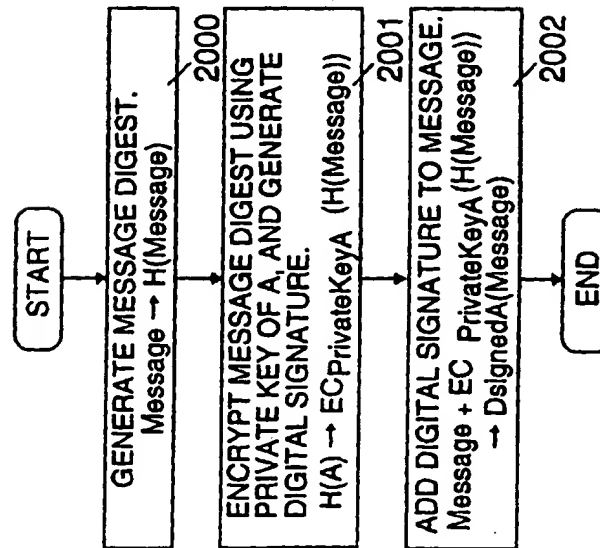 START
GENERATE MESSAGE DIGEST.
Message → H(Message)
2000
ENCRYPT MESSAGE DIGEST USING
PRIVATE KEY OF A, AND GENERATE
DIGITAL SIGNATURE.
H(A) → ECPrivateKeyA (H(Message))
2001
ADD DIGITAL SIGNATURE TO MESSAGE.
Message + EC PrivateKeyA (H(Message))
→ DsignedA(Message)
2002
END